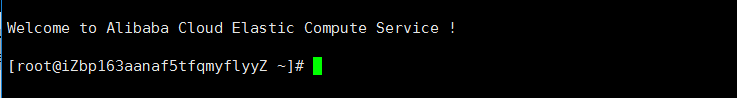 Welcome to Alibaba Cloud Elastic Compute Service !
[root@iZbp163aanaf5tfqmyflyyZ ~]#